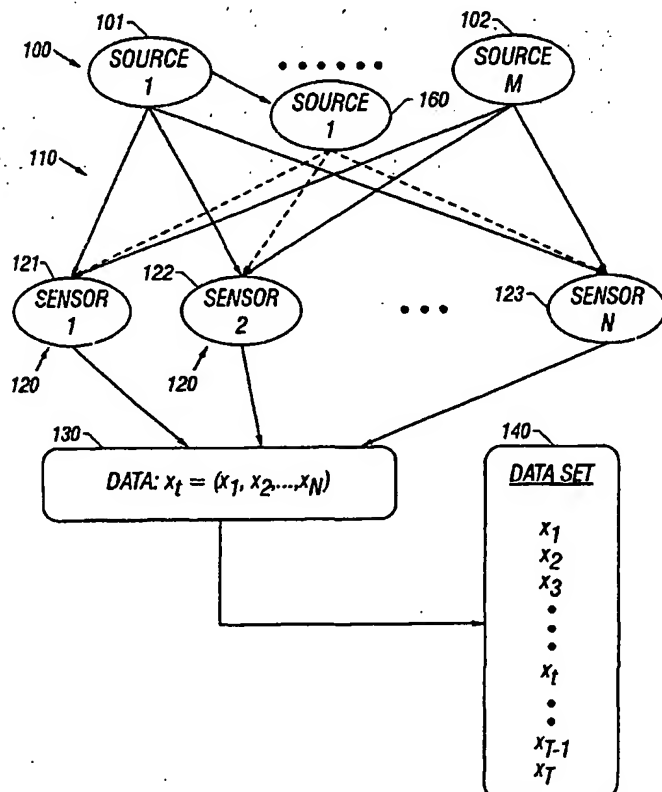 101
102
100
SOURCE
1
......
SOURCE
M
SOURCE
1
160
110
121
SENSOR
1
122
SENSOR
2
...
123
SENSOR
N
120
120
130
DATA: xt = (x1, x2,...,xN)
140
DATA SET
x1
x2
x3
•
•
•
xt
•
•
xT-1
xT